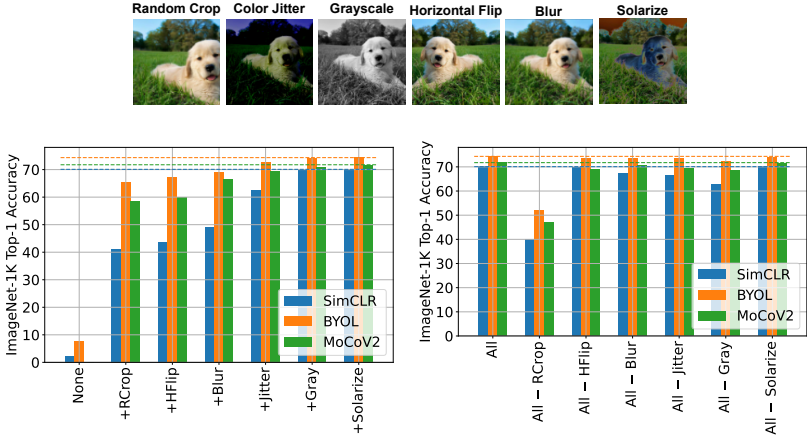 Random Crop Color Jitter Grayscale Horizontal Flip Blur Solarize
ImageNet-1K Top-1 Accuracy
70
60
50
40
30
20
10
0
SimCLR
BYOL
MoCoV2
None
+RCrop
+HFlip
+Blur
+Jitter
+Gray
+Solarize
ImageNet-1K Top-1 Accuracy
70
60
50
40
30
20
10
0
SimCLR
BYOL
MoCoV2
All
All − RCrop
All − HFlip
All − Blur
All − Jitter
All − Gray
All − Solarize